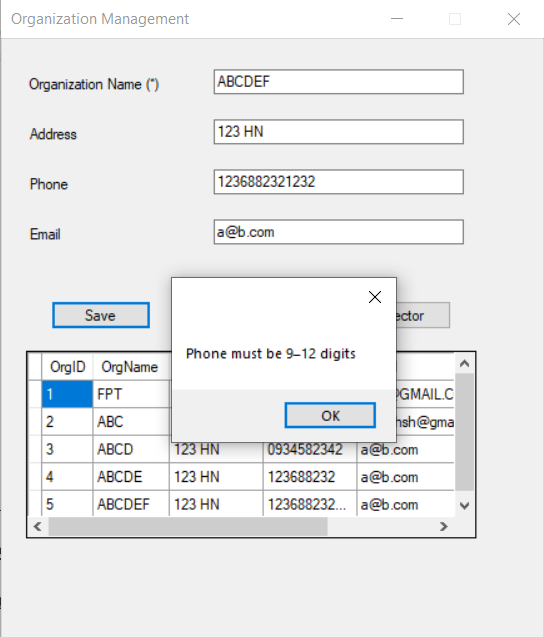 Organization Management
Organization Name (*) ABCDEF
Address 123 HN
Phone 1236882321232
Email a@b.com
Save ector
Phone must be 9–12 digits
OK
OrgID OrgName
1 FPT @GMAIL.C
2 ABC hsh@gma
3 ABCD 123 HN 0934582342 a@b.com
4 ABCDE 123 HN 123688232 a@b.com
5 ABCDEF 123 HN 123688232... a@b.com